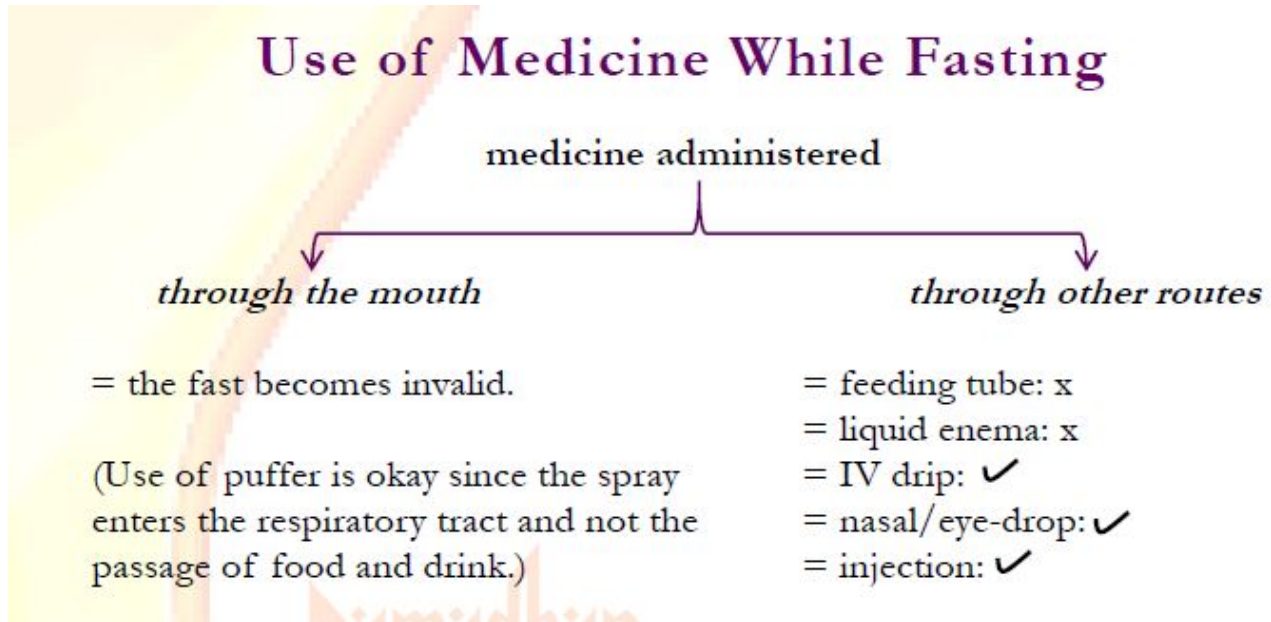 Use of Medicine While Fasting
medicine administered
through the mouth
= the fast becomes invalid.
(Use of puffer is okay since the spray
enters the respiratory tract and not the
passage of food and drink.)
through other routes
= feeding tube: x
= liquid enema: x
= IV drip: ✓
= nasal/eye-drop: ✓
= injection: ✓